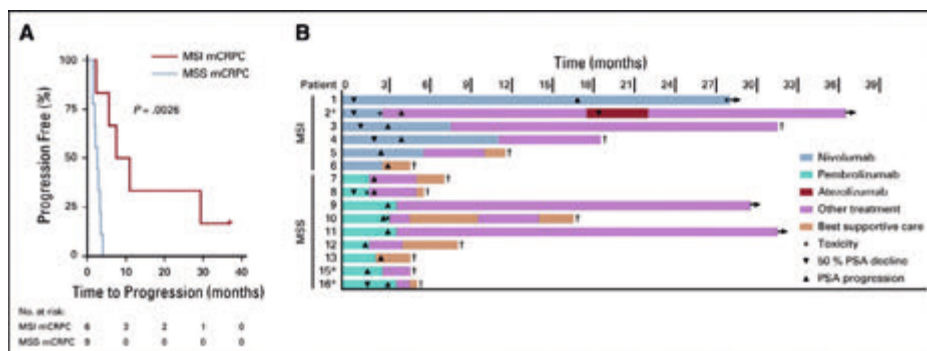 A
MSI mCRPC
MSS mCRPC
P = .0026
Progression Free (%)
100
75
50
25
0
0 10 20 30 40
Time to Progression (months)
No. at risk:
MSI mCRPC 6 3 2 1 0
MSS mCRPC 9 0 0 0 0
B
Time (months)
Patient 0 3 6 9 12 15 18 21 24 27 30 33 36 39
MSI
1
2*
3
4
5
6
MSS
7
8
9
10
11
12
13
15*
16*
Nivolumab
Pembrolizumab
Atezolizumab
Other treatment
Best supportive care
Toxicity
50 % PSA decline
PSA progression